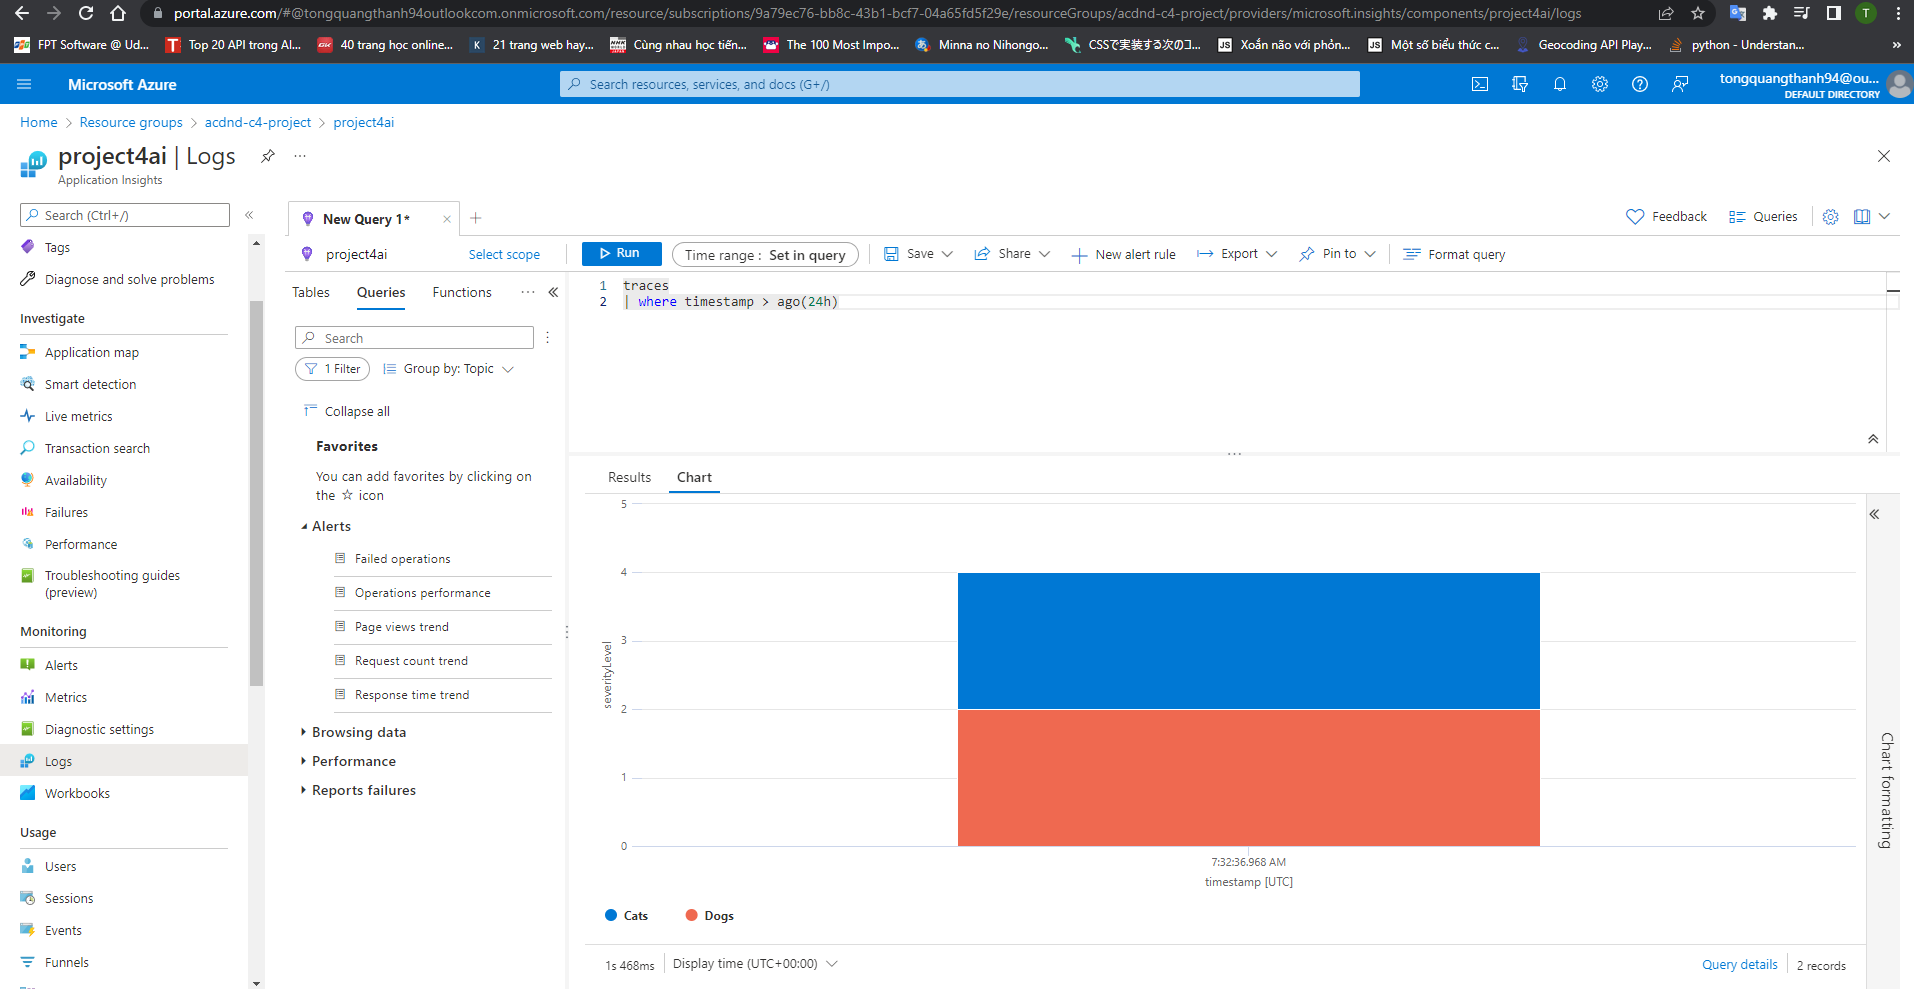 portal.azure.com/#@tongquangthanh94outlookcom.onmicrosoft.com/resource/subscriptions/9a79ec76-bb8c-43b1-bcf7-04a65fd5f29e/resourceGroups/acdnd-c4-project/providers/microsoft.insights/components/project4ai/logs
T
FPT Software @ Ud...
Top 20 API trong AI...
40 trang học online...
21 trang web hay...
Cùng nhau học tiến...
The 100 Most Impo...
Minna no Nihongo...
CSSで実装する次のコ...
Xoắn não với phỏn...
Một số biểu thức c...
Geocoding API Play...
python - Understan...
Microsoft Azure
Search resources, services, and docs (G+/)
tongquangthanh94@ou...
DEFAULT DIRECTORY
Home > Resource groups > acdnd-c4-project > project4ai
project4ai | Logs
Application Insights
Search (Ctrl+/)
Tags
Diagnose and solve problems
Investigate
Application map
Smart detection
Live metrics
Transaction search
Availability
Failures
Performance
Troubleshooting guides
(preview)
Monitoring
Alerts
Metrics
Diagnostic settings
Logs
Workbooks
Usage
Users
Sessions
Events
Funnels
New Query 1*
Feedback
Queries
project4ai
Select scope
Run
Time range : Set in query
Save
Share
New alert rule
Export
Pin to
Format query
Tables
Queries
Functions
Search
1 Filter
Group by: Topic
Collapse all
Favorites
You can add favorites by clicking on
the ☆ icon
Alerts
Failed operations
Operations performance
Page views trend
Request count trend
Response time trend
Browsing data
Performance
Reports failures
1 traces
2 | where timestamp > ago(24h)
Results
Chart
5
4
3
2
1
0
severityLevel
7:32:36.968 AM
timestamp [UTC]
Cats
Dogs
Chart formatting
1s 468ms
Display time (UTC+00:00)
Query details
2 records